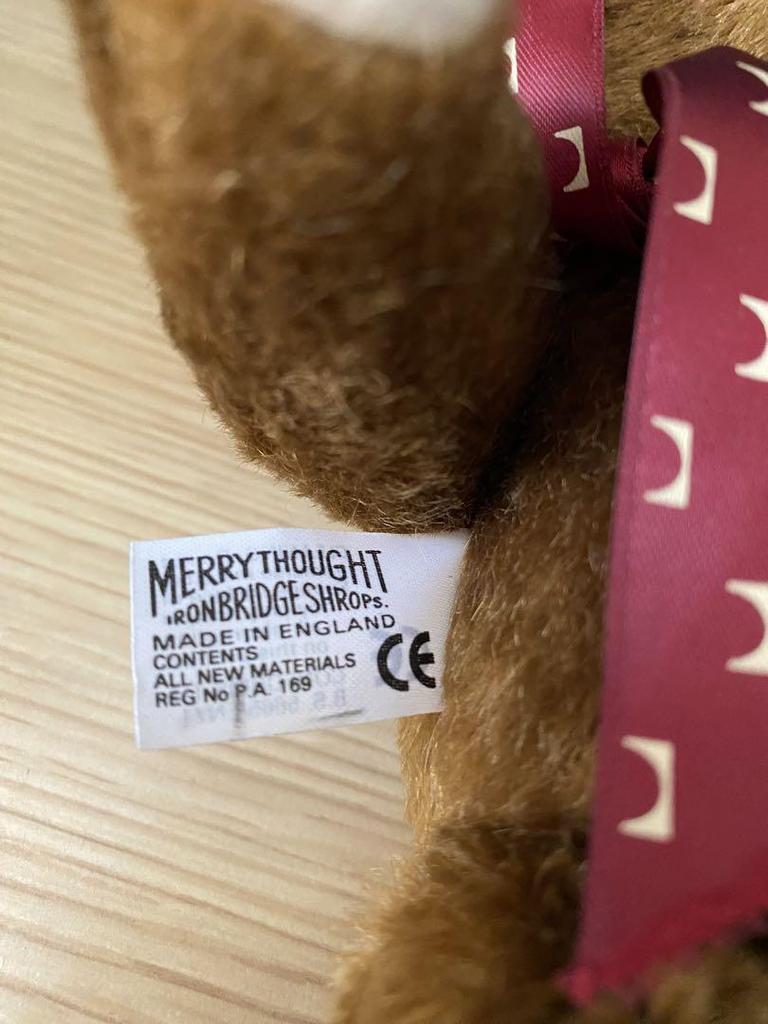 MERRYTHOUGHT
IRONBRIDGE SHROPS.
MADE IN ENGLAND
CONTENTS
ALL NEW MATERIALS
REG No P.A. 169
CE